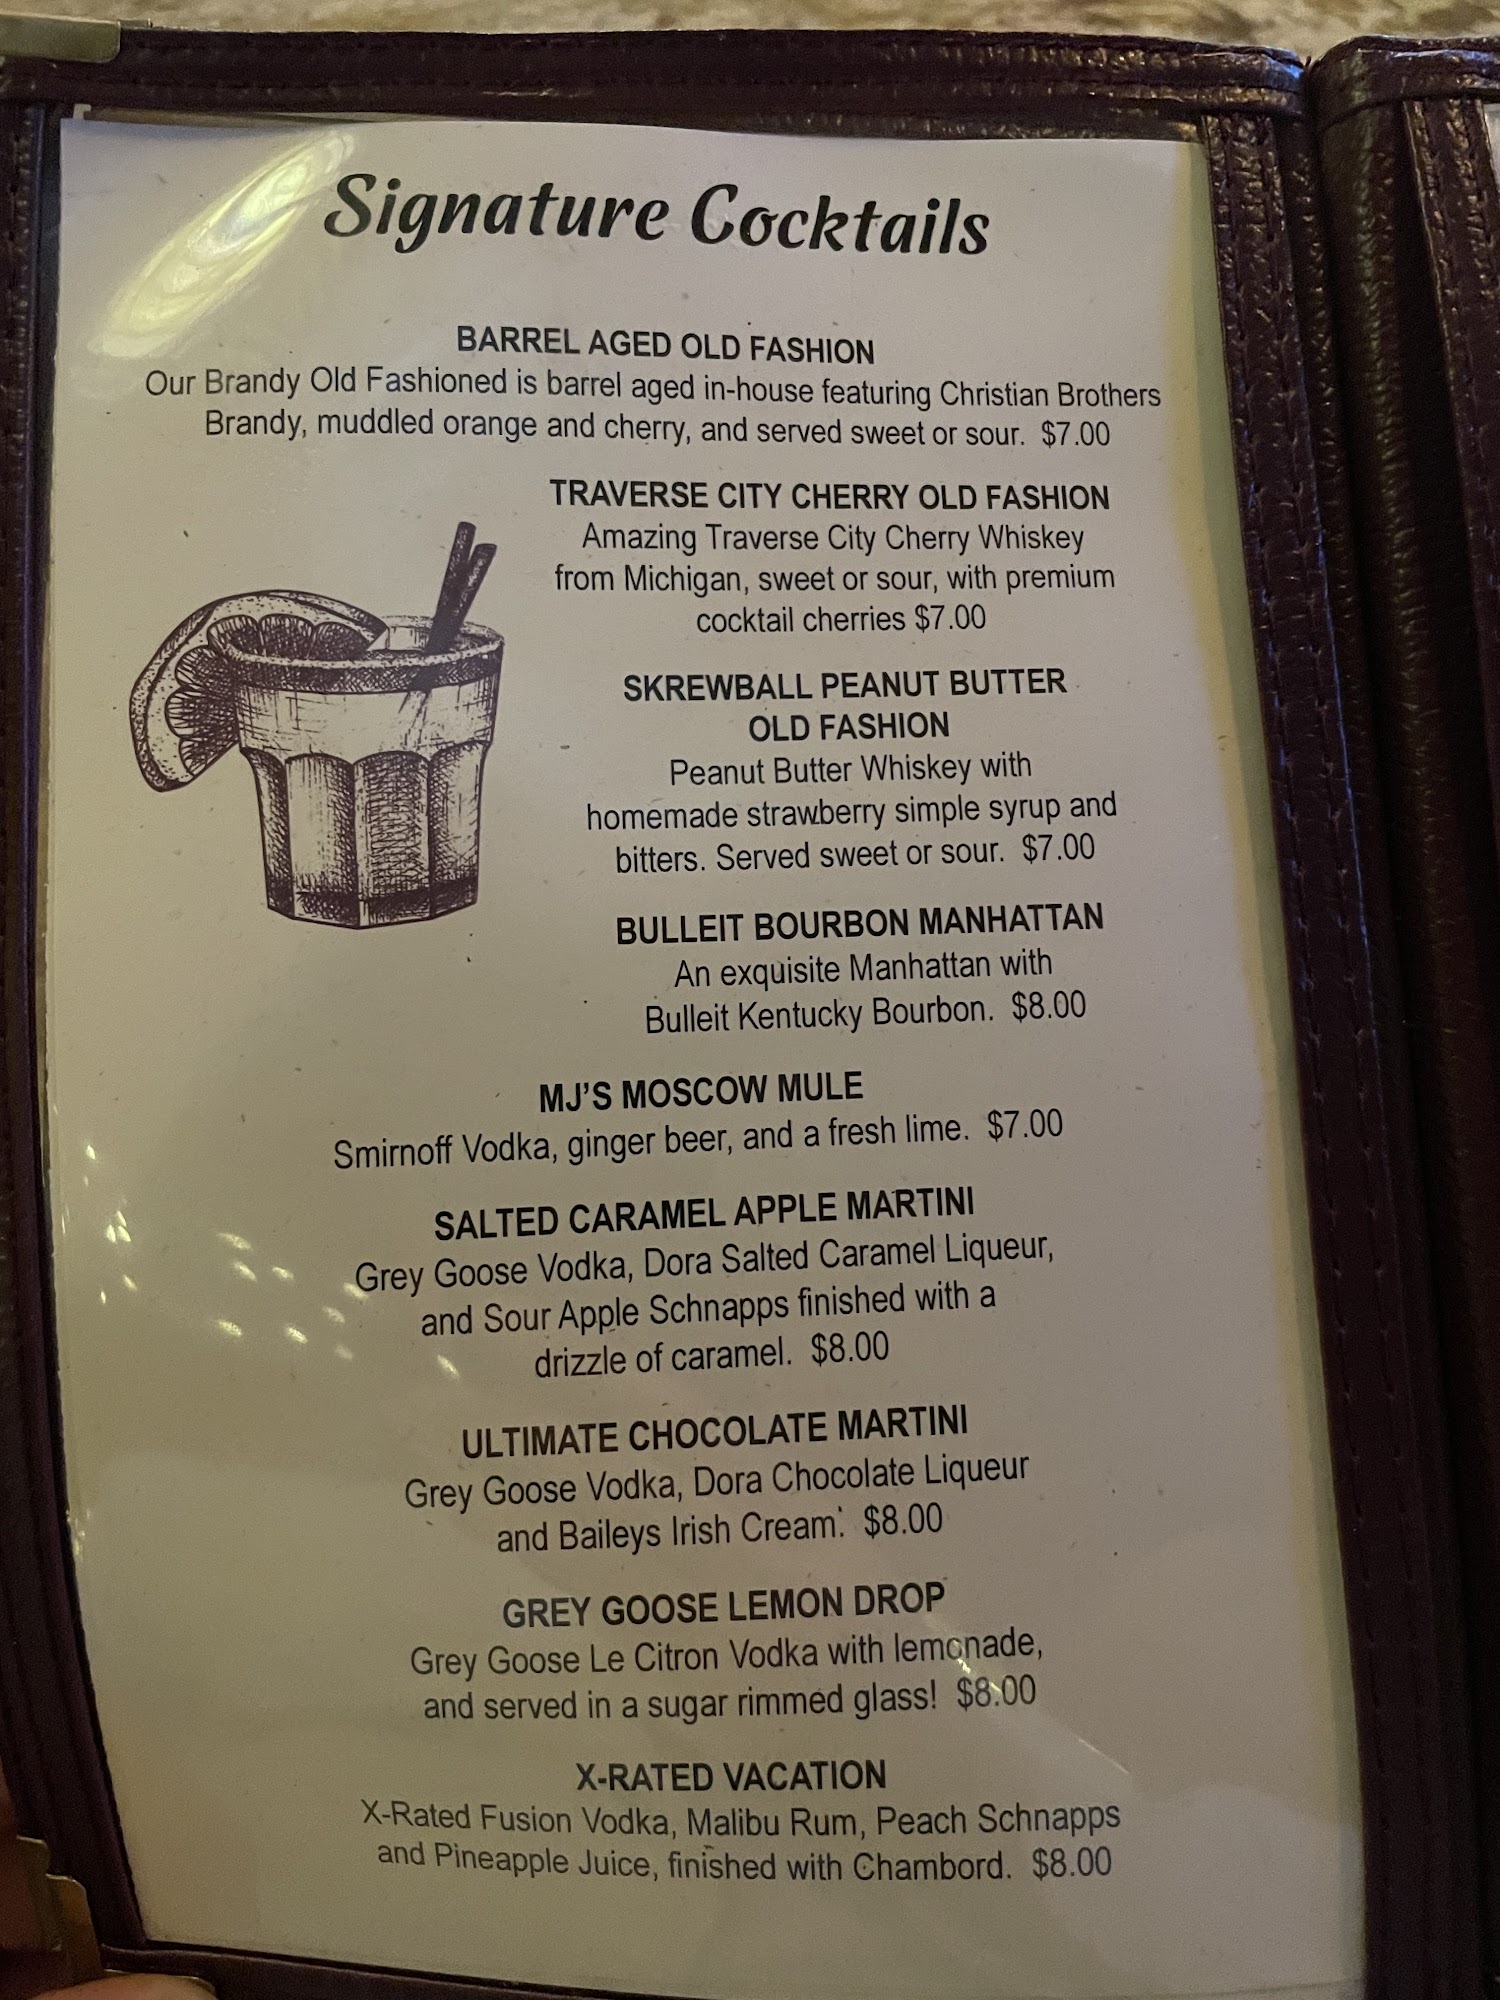 Signature Cocktails
BARREL AGED OLD FASHION
Our Brandy Old Fashioned is barrel aged in-house featuring Christian Brothers
Brandy, muddled orange and cherry, and served sweet or sour. $7.00
TRAVERSE CITY CHERRY OLD FASHION
Amazing Traverse City Cherry Whiskey
from Michigan, sweet or sour, with premium
cocktail cherries $7.00
SKREWBALL PEANUT BUTTER
OLD FASHION
Peanut Butter Whiskey with
homemade strawberry simple syrup and
bitters. Served sweet or sour. $7.00
BULLEIT BOURBON MANHATTAN
An exquisite Manhattan with
Bulleit Kentucky Bourbon. $8.00
MJ'S MOSCOW MULE
Smirnoff Vodka, ginger beer, and a fresh lime. $7.00
SALTED CARAMEL APPLE MARTINI
Grey Goose Vodka, Dora Salted Caramel Liqueur,
and Sour Apple Schnapps finished with a
drizzle of caramel. $8.00
ULTIMATE CHOCOLATE MARTINI
Grey Goose Vodka, Dora Chocolate Liqueur
and Baileys Irish Cream. $8.00
GREY GOOSE LEMON DROP
Grey Goose Le Citron Vodka with lemonade,
and served in a sugar rimmed glass! $8.00
X-RATED VACATION
X-Rated Fusion Vodka, Malibu Rum, Peach Schnapps
and Pineapple Juice, finished with Chambord. $8.00